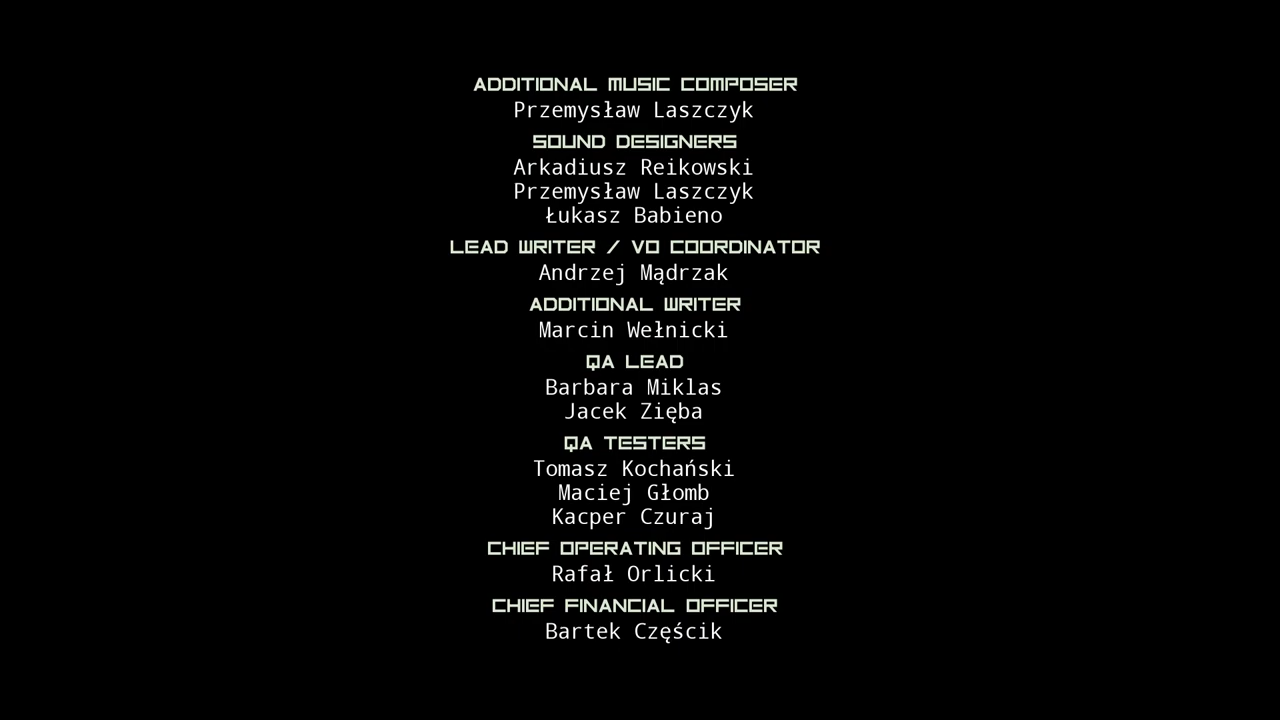 ADDITIONAL MUSIC COMPOSER
Przemysław Laszczyk
SOUND DESIGNERS
Arkadiusz Reikowski
Przemysław Laszczyk
Łukasz Babieno
LEAD WRITER / VO COORDINATOR
Andrzej Mądrzak
ADDITIONAL WRITER
Marcin Wełnicki
QA LEAD
Barbara Miklas
Jacek Zięba
QA TESTERS
Tomasz Kochański
Maciej Głomb
Kacper Czuraj
CHIEF OPERATING OFFICER
Rafał Orlicki
CHIEF FINANCIAL OFFICER
Bartek Częścik